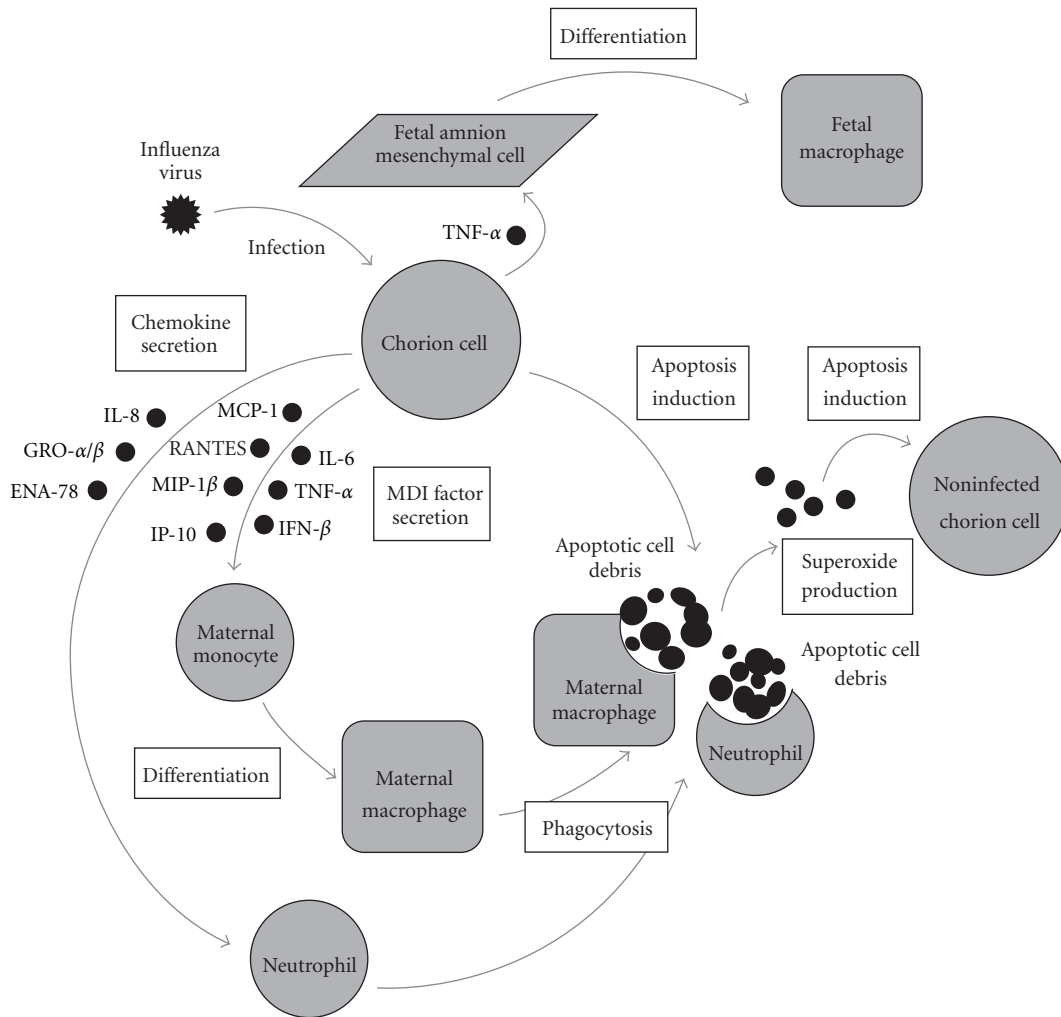 Differentiation
Fetal amnion
mesenchymal cell
Fetal
macrophage
Influenza
virus
TNF-α
Infection
Chemokine
secretion
Chorion cell
Apoptosis
induction
Apoptosis
induction
IL-8
MCP-1
GRO-α/β
RANTES
IL-6
ENA-78
MIP-1β
TNF-α
IP-10
IFN-β
MDI factor
secretion
Noninfected
chorion cell
Apoptotic cell
debris
Superoxide
production
Maternal
monocyte
Apoptotic cell
debris
Maternal
macrophage
Neutrophil
Differentiation
Maternal
macrophage
Phagocytosis
Neutrophil